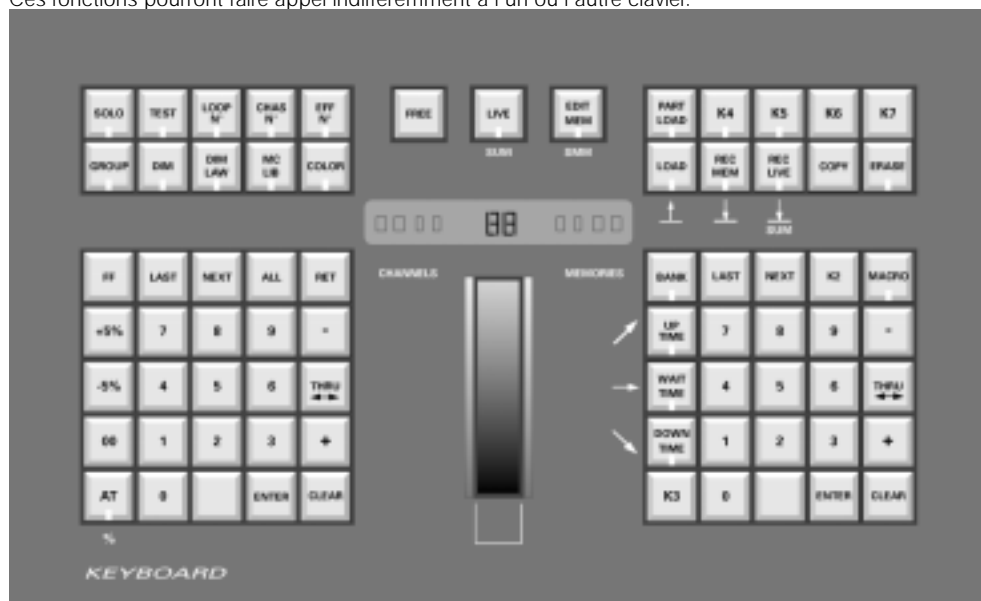 Ces fonctions pourront faire appel indifféremment à l'un ou l'autre clavier.
SOLO TEST LOOP N° CHAS N° EFF N°
GROUP DIM DIM LAW MC LIB COLOR
FREE LIVE EDIT MEM
SUM SMM
PART LOAD K4 K5 K6 K7
LOAD REC MEM REC LIVE COPY ERASE
SUM
CHANNELS MEMORIES
FF LAST NEXT ALL RET
+5% 7 8 9 -
-5% 4 5 6 THRU
00 1 2 3 +
AT 0 ENTER CLEAR
%
BANK LAST NEXT K2 MACRO
UP TIME 7 8 9 -
WAIT TIME 4 5 6 THRU
DOWN TIME 1 2 3 +
K3 0 ENTER CLEAR
KEYBOARD